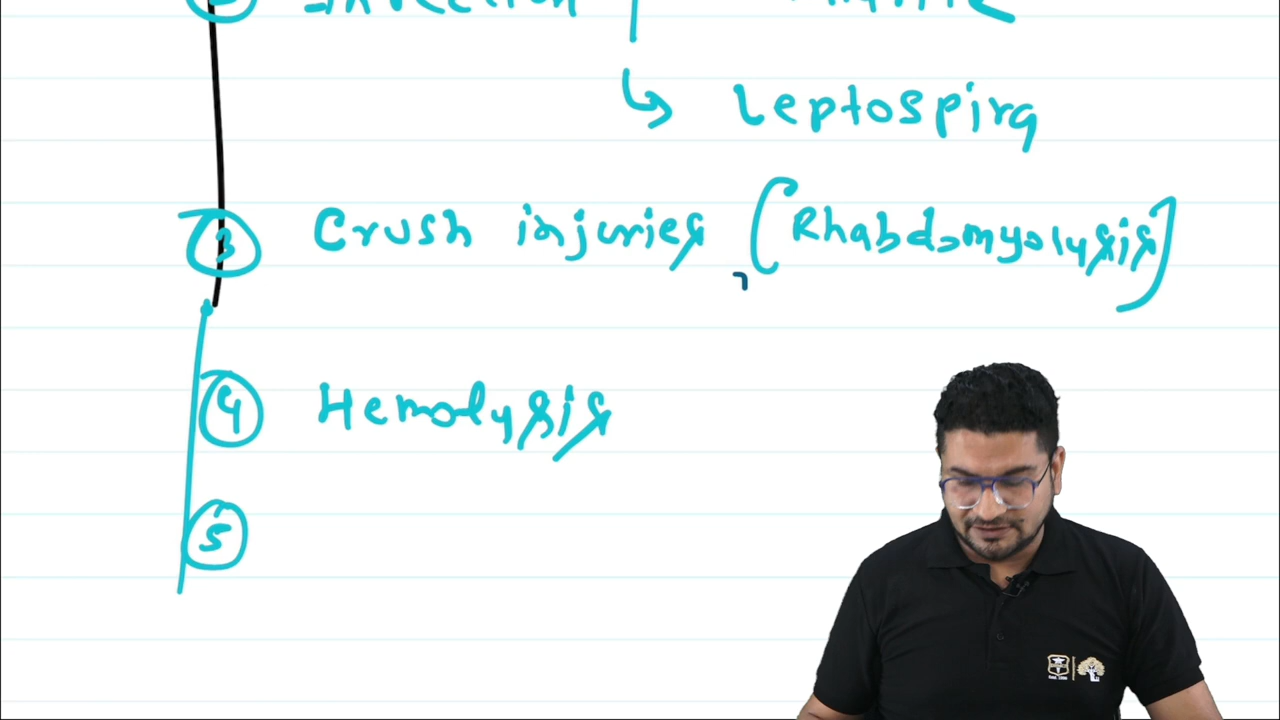 Leptospira
③ Crush injuries [Rhabdomyolysis]
④ Hemolysis
⑤